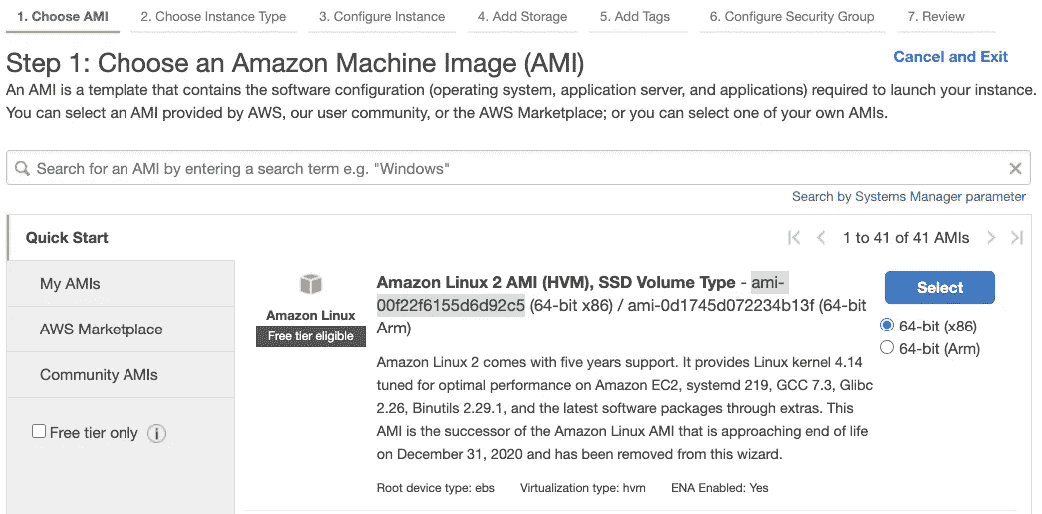 1. Choose AMI 2. Choose Instance Type 3. Configure Instance 4. Add Storage 5. Add Tags 6. Configure Security Group 7. Review
Step 1: Choose an Amazon Machine Image (AMI)
Cancel and Exit
An AMI is a template that contains the software configuration (operating system, application server, and applications) required to launch your instance.
You can select an AMI provided by AWS, our user community, or the AWS Marketplace; or you can select one of your own AMIs.
Search for an AMI by entering a search term e.g. "Windows"
Search by Systems Manager parameter
Quick Start
1 to 41 of 41 AMIs
My AMIs
AWS Marketplace
Community AMIs
Free tier only
Amazon Linux
Free tier eligible
Amazon Linux 2 AMI (HVM), SSD Volume Type - ami-
00f22f6155d6d92c5 (64-bit x86) / ami-0d1745d072234b13f (64-bit
Arm)
Amazon Linux 2 comes with five years support. It provides Linux kernel 4.14
tuned for optimal performance on Amazon EC2, systemd 219, GCC 7.3, Glibc
2.26, Binutils 2.29.1, and the latest software packages through extras. This
AMI is the successor of the Amazon Linux AMI that is approaching end of life
on December 31, 2020 and has been removed from this wizard.
Root device type: ebs Virtualization type: hvm ENA Enabled: Yes
Select
64-bit (x86)
64-bit (Arm)